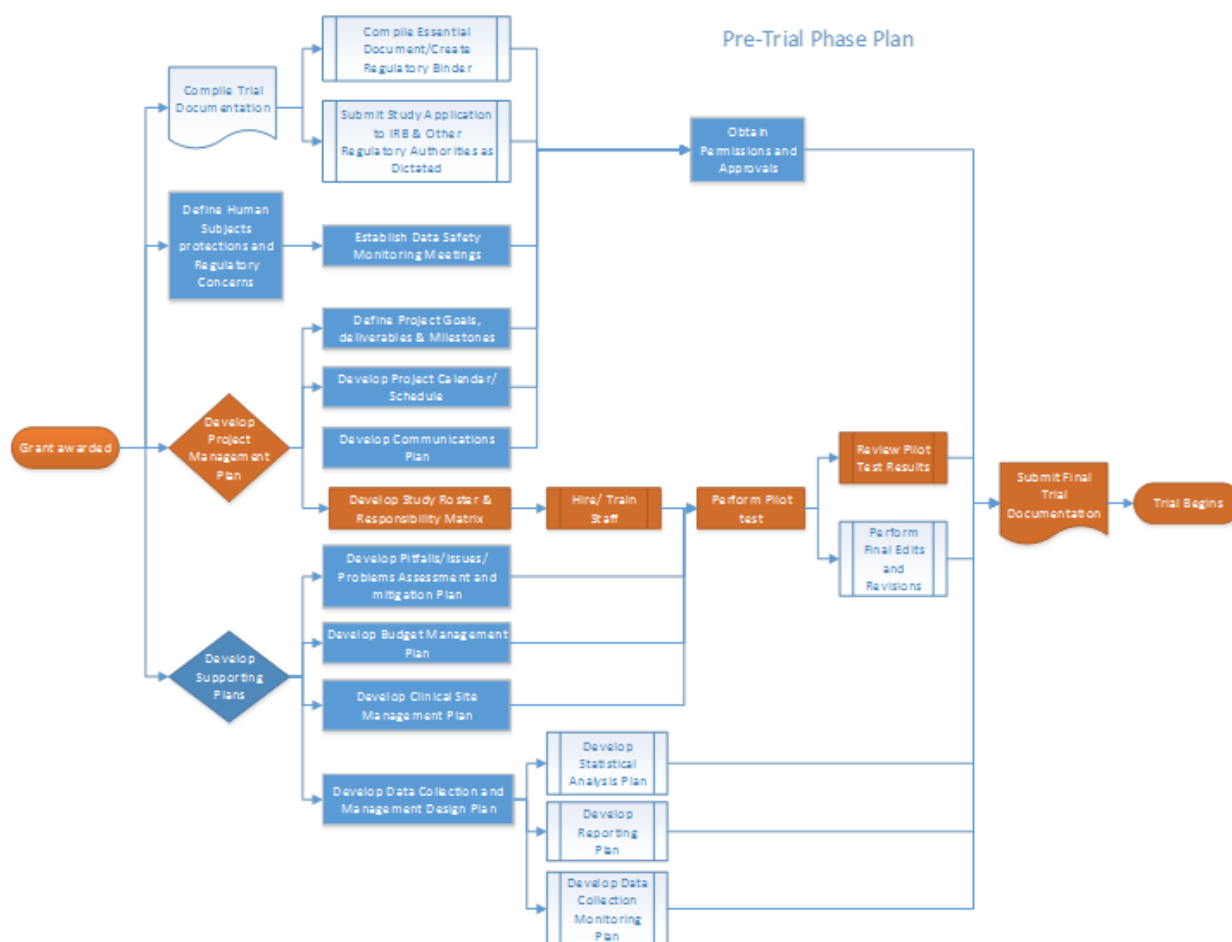 Pre-Trial Phase Plan
Compile Essential
Document/Create
Regulatory Binder
Compile Trial
Documentation
Submit Study Application
to IRB & Other
Regulatory Authorities as
Dictated
Obtain
Permissions and
Approvals
Define Human
Subjects
protections and
Regulatory
Concerns
Establish Data Safety
Monitoring Meetings
Define Project Goals,
deliverables & Milestones
Develop Project Calendar/
Schedule
Grant awarded
Develop
Project
Management
Plan
Develop Communications
Plan
Develop Study Roster &
Responsibility Matrix
Hire/ Train
Staff
Perform Pilot
test
Review Pilot
Test Results
Perform
Final Edits
and
Revisions
Submit Final
Trial
Documentation
Trial Begins
Develop Pitfalls/Issues/
Problems Assessment and
mitigation Plan
Develop Budget Management
Plan
Develop
Supporting
Plans
Develop Clinical Site
Management Plan
Develop Data Collection and
Management Design Plan
Develop
Statistical
Analysis Plan
Develop
Reporting
Plan
Develop Data
Collection
Monitoring
Plan